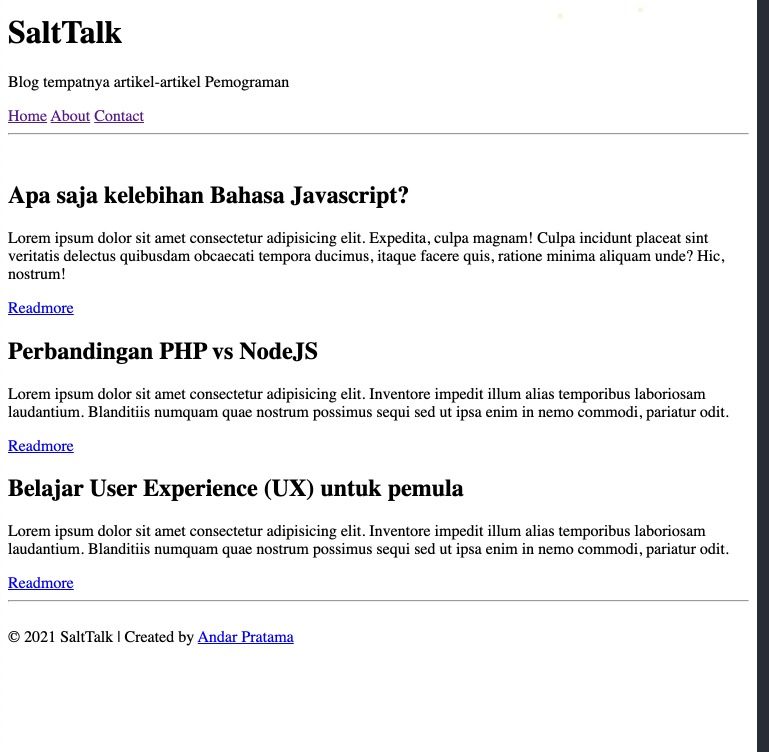 SaltTalk
Blog tempatnya artikel-artikel Pemograman
Home About Contact
Apa saja kelebihan Bahasa Javascript?
Lorem ipsum dolor sit amet consectetur adipisicing elit. Expedita, culpa magnam! Culpa incidunt placeat sint
veritatis delectus quibusdam obcaecati tempora ducimus, itaque facere quis, ratione minima aliquam unde? Hic,
nostrum!
Readmore
Perbandingan PHP vs NodeJS
Lorem ipsum dolor sit amet consectetur adipisicing elit. Inventore impedit illum alias temporibus laboriosam
laudantium. Blanditiis numquam quae nostrum possimus sequi sed ut ipsa enim in nemo commodi, pariatur odit.
Readmore
Belajar User Experience (UX) untuk pemula
Lorem ipsum dolor sit amet consectetur adipisicing elit. Inventore impedit illum alias temporibus laboriosam
laudantium. Blanditiis numquam quae nostrum possimus sequi sed ut ipsa enim in nemo commodi, pariatur odit.
Readmore
© 2021 SaltTalk | Created by Andar Pratama